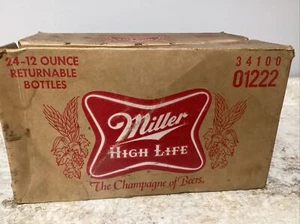 24-12 OUNCE
RETURNABLE
BOTTLES
34100
01222
Miller
HIGH LIFE
The Champagne of Beers.